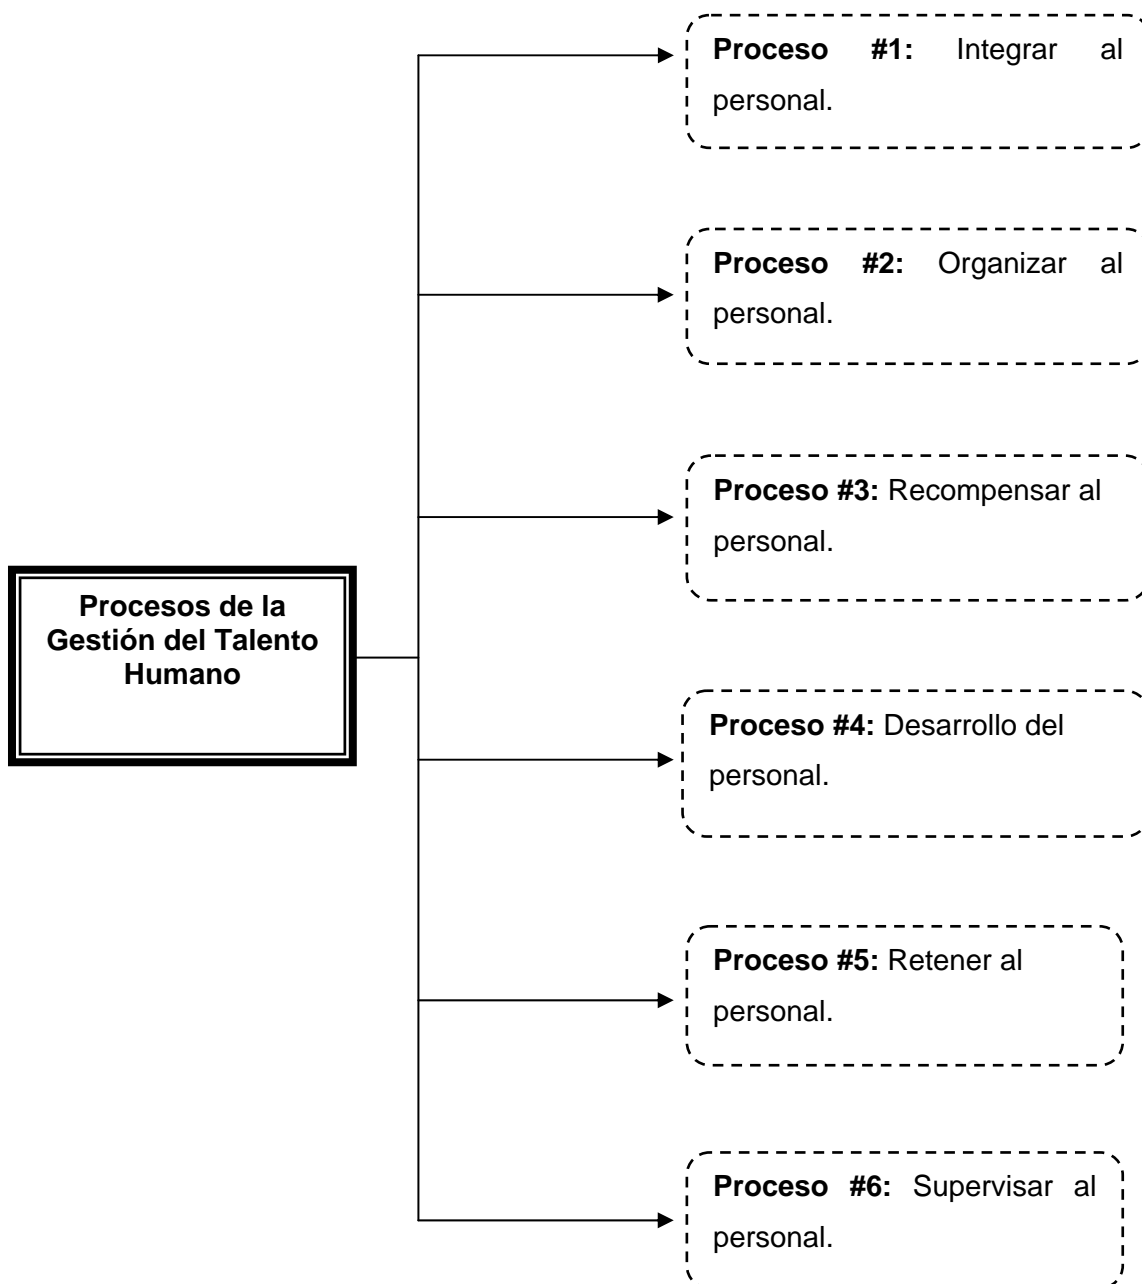 Proceso #1: Integrar al
personal.
Proceso #2: Organizar al
personal.
Proceso #3: Recompensar al
personal.
Procesos de la
Gestión del Talento
Humano
Proceso #4: Desarrollo del
personal.
Proceso #5: Retener al
personal.
Proceso #6: Supervisar al
personal.